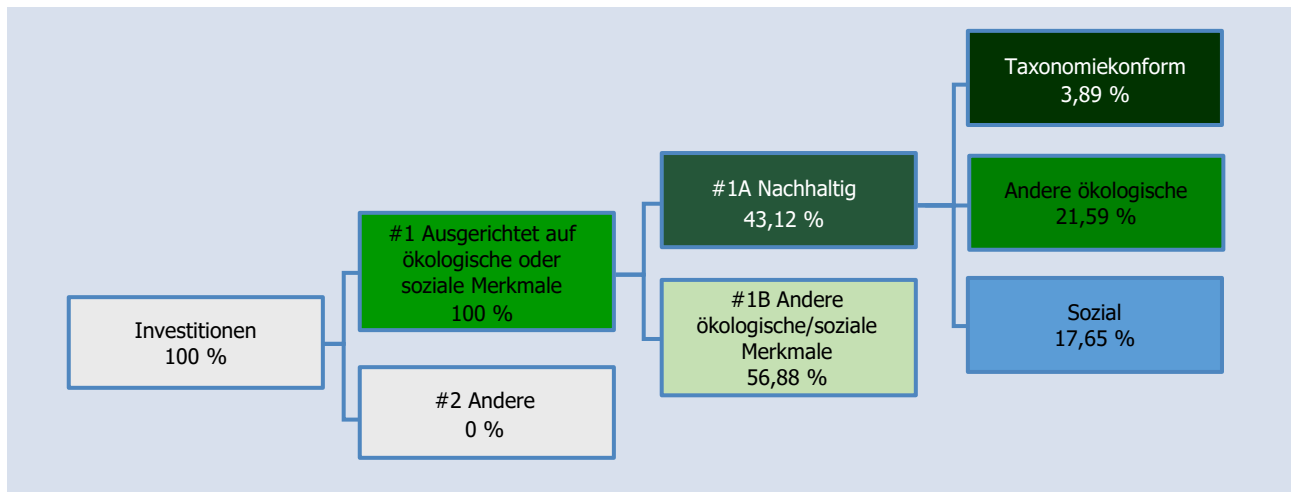 Investitionen
100 %
#1 Ausgerichtet auf
ökologische oder
soziale Merkmale
100 %
#2 Andere
0 %
#1A Nachhaltig
43,12 %
#1B Andere
ökologische/soziale
Merkmale
56,88 %
Taxonomiekonform
3,89 %
Andere ökologische
21,59 %
Sozial
17,65 %